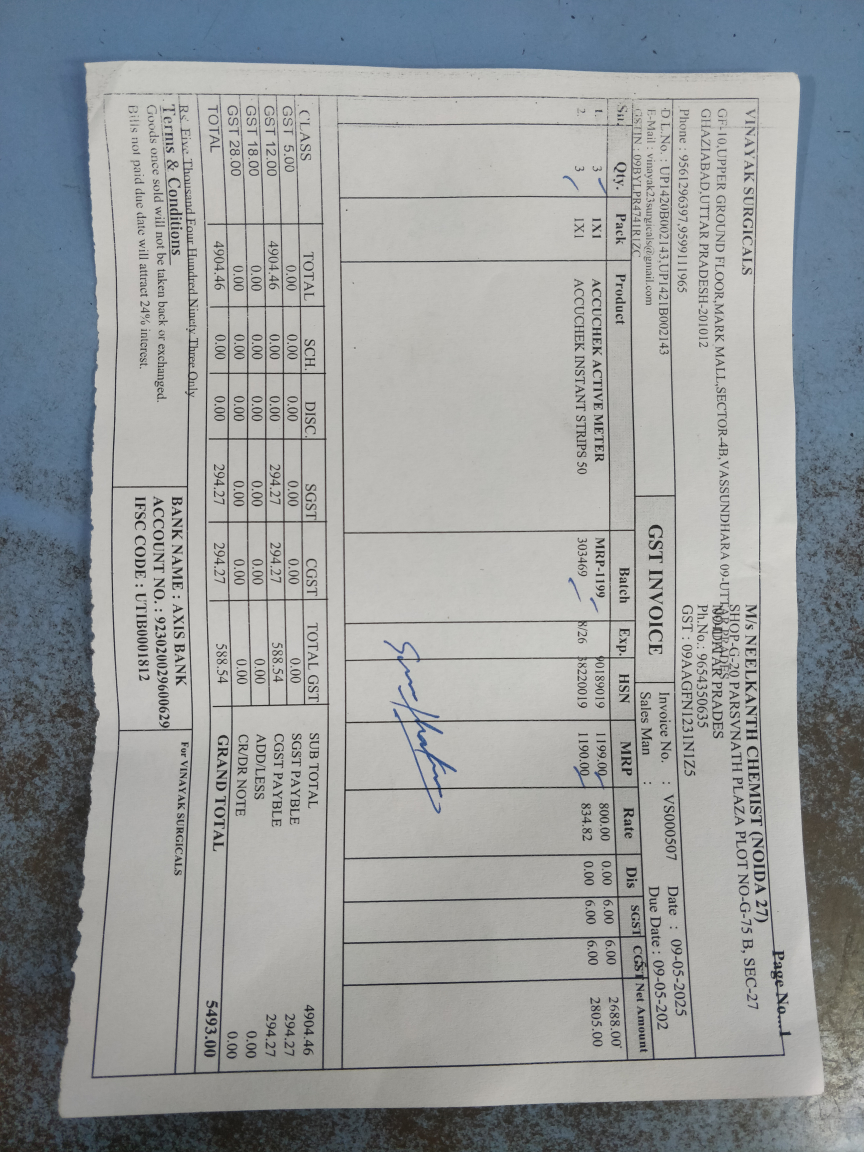 Page No...1
VINAYAK SURGICALS
GF-10,UPPER GROUND FLOOR,MARK MALL,SECTOR-4B,VASSUNDHARA 09-UTTAR PRADES
GHAZIABAD,UTTAR PRADESH-201012
Phone : 9561296397,9599111965
D L.No. : UP1420B002143,UP1421B002143
E-Mail : vinayak23surgicals@gmail.com
GSTIN : 09BYLPR4741R1ZC
M/s NEELKANTH CHEMIST (NOIDA 27)
SHOP-G-20 PARSVNATH PLAZA PLOT NO-G-75 B, SEC-27
Ph.No.: 9654350635
GST : 09AAGFN1231N1Z5
GST INVOICE
Invoice No. : VS000507 Date : 09-05-2025
Sales Man : Due Date : 09-05-202
Sn. Qty. Pack Product Batch Exp. HSN MRP Rate Dis SGST CGST Net Amount
1. 3 1X1 ACCUCHEK ACTIVE METER MRP-1199 90189019 1199.00 800.00 0.00 6.00 6.00 2688.00
2. 3 1X1 ACCUCHEK INSTANT STRIPS 50 303469 8/26 38220019 1190.00 834.82 0.00 6.00 6.00 2805.00
CLASS TOTAL SCH. DISC. SGST CGST TOTAL GST
GST 5.00 0.00 0.00 0.00 0.00 0.00 0.00
GST 12.00 4904.46 0.00 0.00 294.27 294.27 588.54
GST 18.00 0.00 0.00 0.00 0.00 0.00 0.00
GST 28.00 0.00 0.00 0.00 0.00 0.00 0.00
TOTAL 4904.46 0.00 0.00 294.27 294.27 588.54
SUB TOTAL 4904.46
SGST PAYBLE 294.27
CGST PAYBLE 294.27
ADD/LESS 0.00
CR/DR NOTE 0.00
GRAND TOTAL 5493.00
Rs. Five Thousand Four Hundred Ninety Three Only
Terms & Conditions
Goods once sold will not be taken back or exchanged.
Bills not paid due date will attract 24% interest.
BANK NAME : AXIS BANK
ACCOUNT NO. : 923020029600629
IFSC CODE : UTIB0001812
For VINAYAK SURGICALS